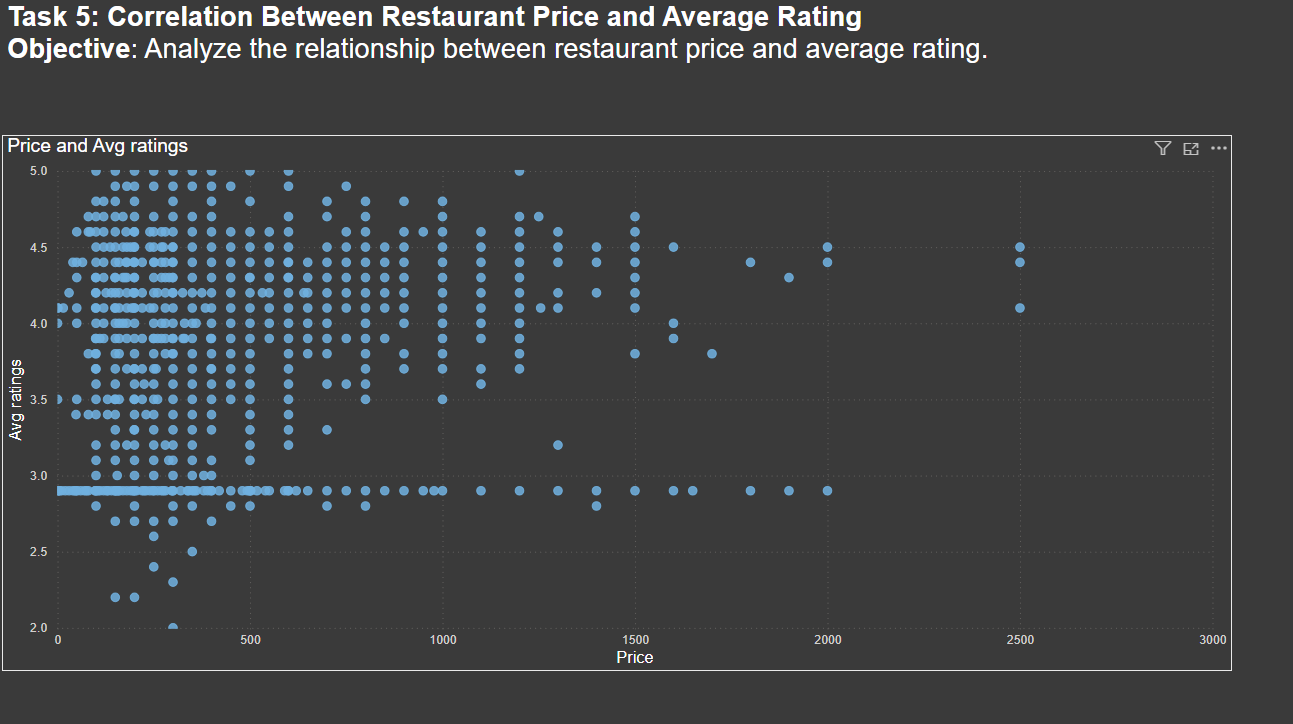 Task 5: Correlation Between Restaurant Price and Average Rating
Objective: Analyze the relationship between restaurant price and average rating.
Price and Avg ratings
5.0
4.5
4.0
3.5
3.0
2.5
2.0
Avg ratings
0 500 1000 1500 2000 2500 3000
Price